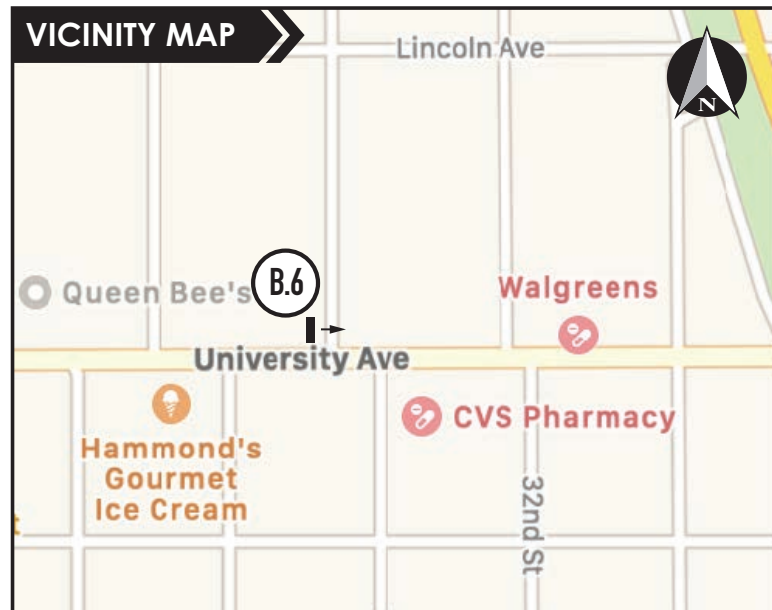 VICINITY MAP
Lincoln Ave
N
Queen Bee's
B.6
Walgreens
University Ave
CVS Pharmacy
Hammond's
Gourmet
Ice Cream
32nd St
t